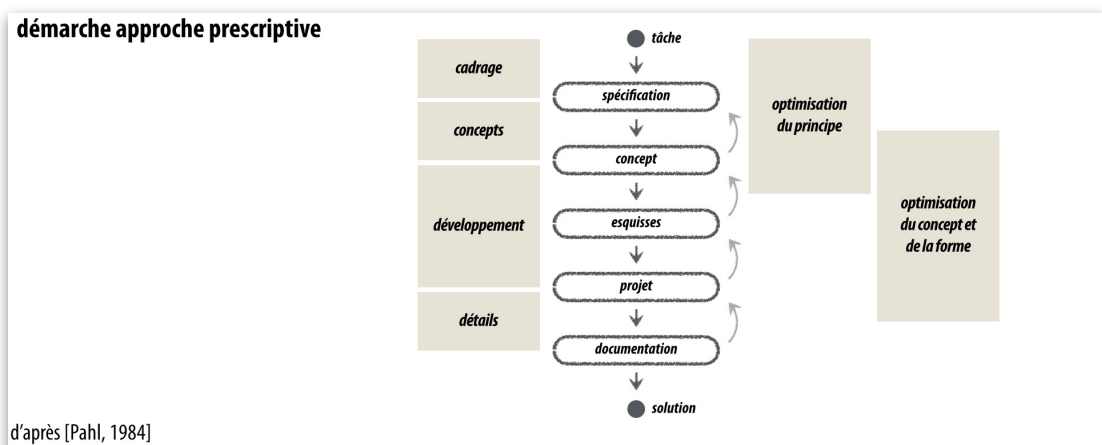 démarche approche prescriptive
cadrage
concepts
développement
détails
tâche
spécification
concept
esquisses
projet
documentation
solution
optimisation
du principe
optimisation
du concept et
de la forme
d'après [Pahl, 1984]